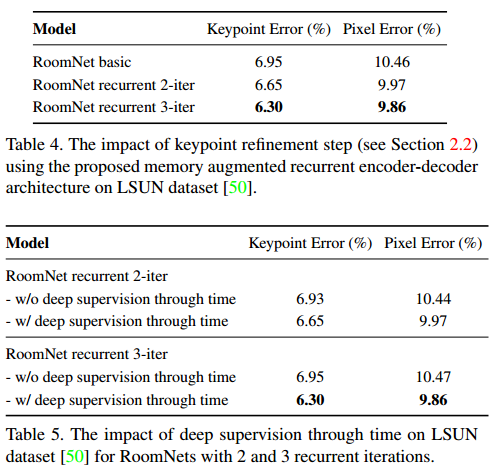 Model Keypoint Error (%) Pixel Error (%)
RoomNet basic 6.95 10.46
RoomNet recurrent 2-iter 6.65 9.97
RoomNet recurrent 3-iter 6.30 9.86
Table 4. The impact of keypoint refinement step (see Section 2.2)
using the proposed memory augmented recurrent encoder-decoder
architecture on LSUN dataset [50].
Model Keypoint Error (%) Pixel Error (%)
RoomNet recurrent 2-iter
- w/o deep supervision through time 6.93 10.44
- w/ deep supervision through time 6.65 9.97
RoomNet recurrent 3-iter
- w/o deep supervision through time 6.95 10.47
- w/ deep supervision through time 6.30 9.86
Table 5. The impact of deep supervision through time on LSUN
dataset [50] for RoomNets with 2 and 3 recurrent iterations.